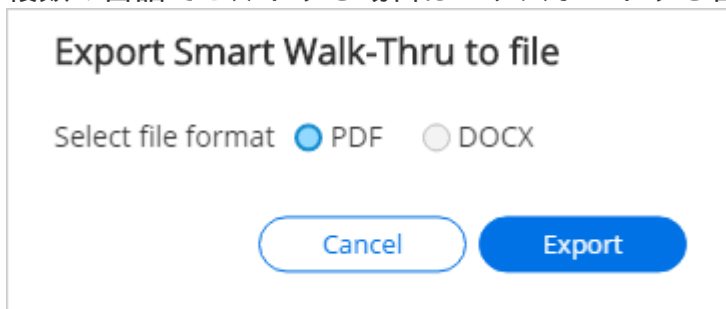 Export Smart Walk-Thru to file
Select file format PDF DOCX
Cancel Export